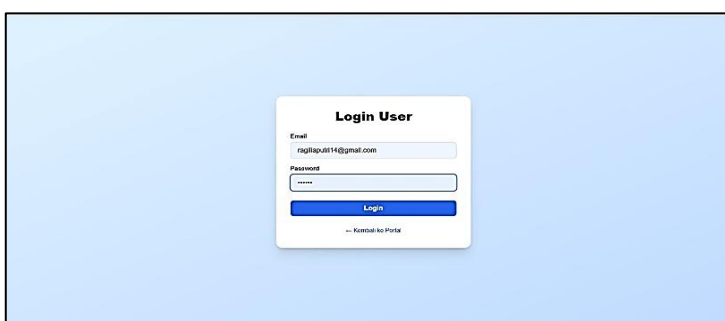 Login User
Email
ragiliaputri14@gmail.com
Password
••••••
Login
← Kembali ke Portal